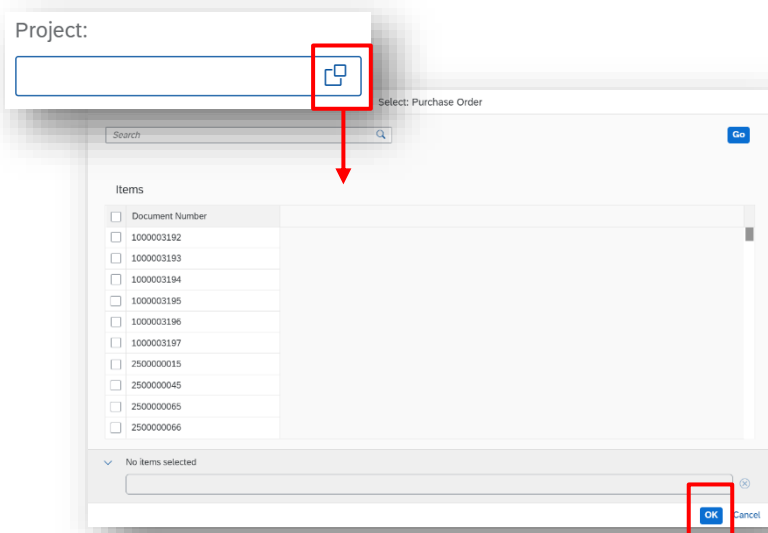 Project:
Select: Purchase Order
Search
Go
Items
Document Number
1000003192
1000003193
1000003194
1000003195
1000003196
1000003197
2500000015
2500000045
2500000065
2500000066
No items selected
OK Cancel